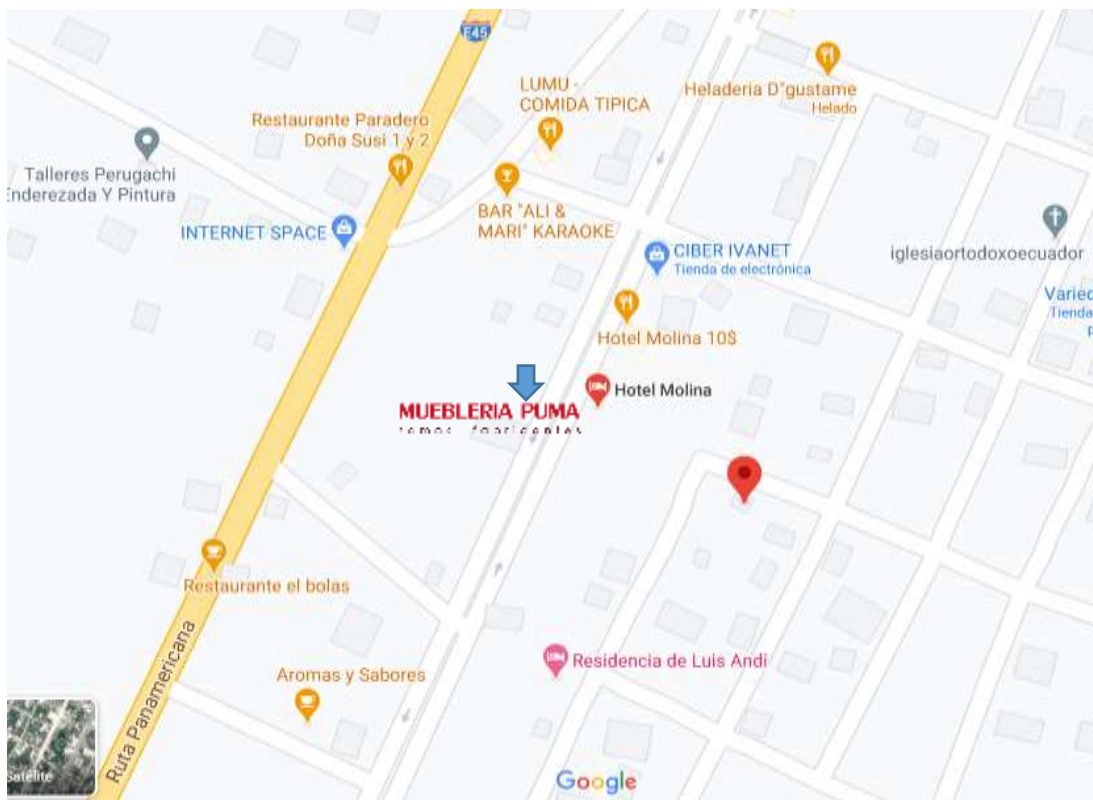 E45
LUMU -
COMIDA TIPICA
Heladeria D"gustame
Helado
Restaurante Paradero
Doña Susi 1 y 2
Talleres Perugachi
Enderezada Y Pintura
BAR "ALI &
MARI" KARAOKE
INTERNET SPACE
CIBER IVANET
Tienda de electrónica
iglesiaortodoxoecuador
Tienda
Hotel Molina 10$
Hotel Molina
MUEBLERIA PUMA
Restaurante el bolas
Residencia de Luis Andi
Aromas y Sabores
Ruta Panamericana
Satélite
Google